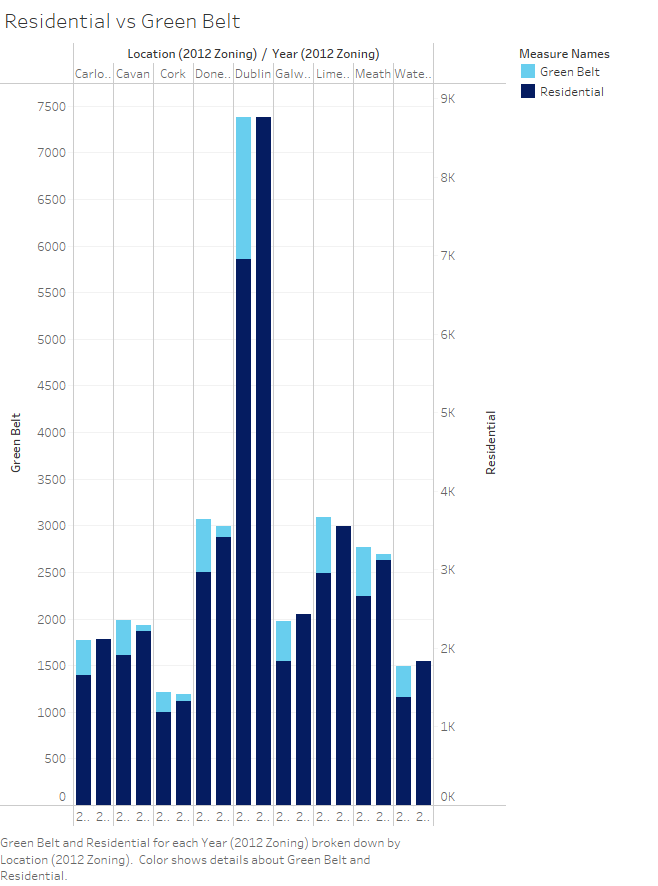 Residential vs Green Belt
Location (2012 Zoning) / Year (2012 Zoning)
Carlo.. Cavan Cork Done.. Dublin Galw.. Lime.. Meath Wate..
Measure Names
Green Belt
Residential
7500
7000
6500
6000
5500
5000
4500
4000
3500
3000
2500
2000
1500
1000
500
0
Green Belt
9K
8K
7K
6K
5K
4K
3K
2K
1K
0K
Residential
2.. 2.. 2.. 2.. 2.. 2.. 2.. 2.. 2.. 2.. 2.. 2.. 2.. 2.. 2.. 2.. 2.. 2..
Green Belt and Residential for each Year (2012 Zoning) broken down by
Location (2012 Zoning). Color shows details about Green Belt and
Residential.